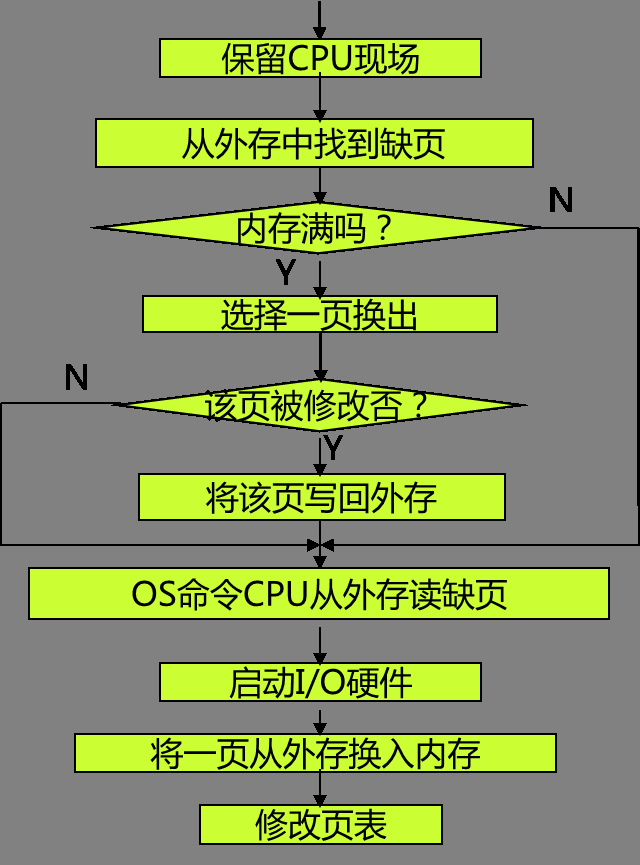 保留CPU现场
从外存中找到缺页
内存满吗？
N
Y
选择一页换出
N
该页被修改否？
Y
将该页写回外存
OS命令CPU从外存读缺页
启动I/O硬件
将一页从外存换入内存
修改页表